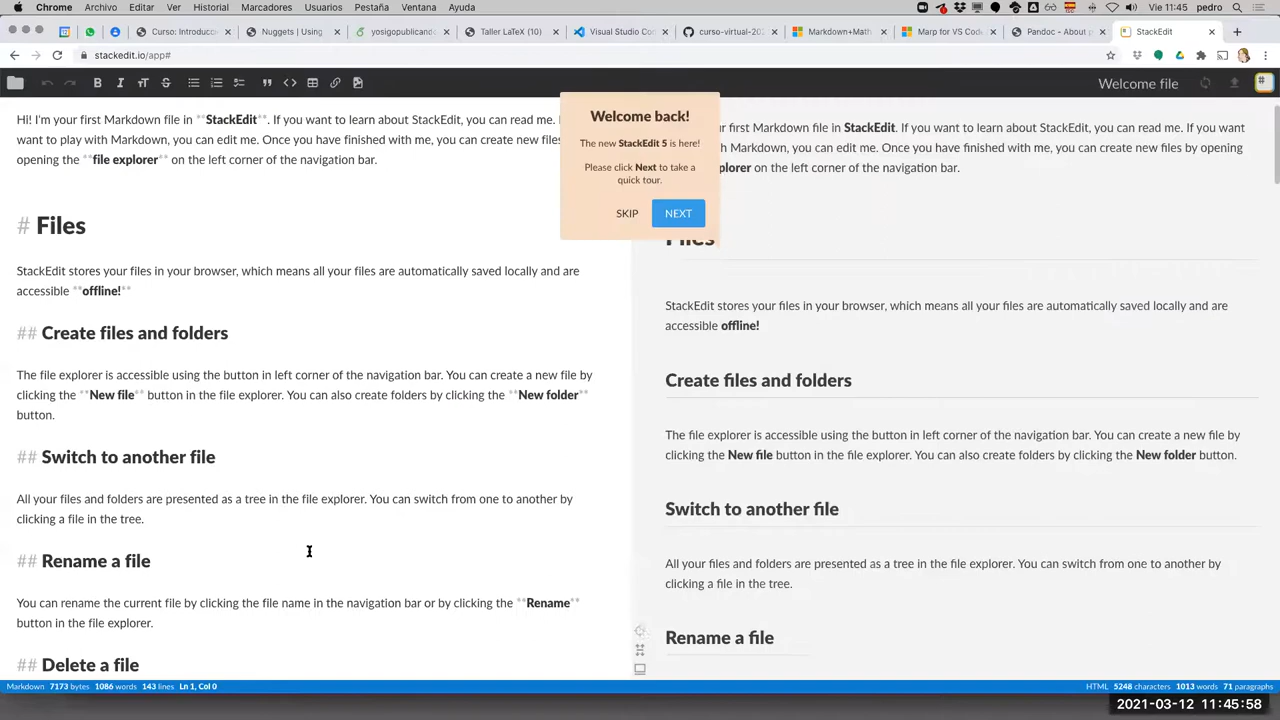 Chrome Archivo Editar Ver Historial Marcadores Usuarios Pestaña Ventana Ayuda Vie 11:45 pedro
Curso: Introducc Nuggets | Using yosigopublicando Taller LaTeX (10) Visual Studio Co curso-virtual-202 Markdown+Math Marp for VS Code Pandoc - About p StackEdit
stackedit.io/app#
Welcome file
Hi! I'm your first Markdown file in **StackEdit**. If you want to learn about StackEdit, you can read me.
want to play with Markdown, you can edit me. Once you have finished with me, you can create new files
opening the **file explorer** on the left corner of the navigation bar.
# Files
StackEdit stores your files in your browser, which means all your files are automatically saved locally and are
accessible **offline!**
## Create files and folders
The file explorer is accessible using the button in left corner of the navigation bar. You can create a new file by
clicking the **New file** button in the file explorer. You can also create folders by clicking the **New folder**
button.
## Switch to another file
All your files and folders are presented as a tree in the file explorer. You can switch from one to another by
clicking a file in the tree.
## Rename a file
You can rename the current file by clicking the file name in the navigation bar or by clicking the **Rename**
button in the file explorer.
## Delete a file
Welcome back!
The new StackEdit 5 is here!
Please click Next to take a
quick tour.
SKIP NEXT
first Markdown file in StackEdit. If you want to learn about StackEdit, you can read me. If you want
Markdown, you can edit me. Once you have finished with me, you can create new files by opening
on the left corner of the navigation bar.
Files
StackEdit stores your files in your browser, which means all your files are automatically saved locally and are
accessible offline!
Create files and folders
The file explorer is accessible using the button in left corner of the navigation bar. You can create a new file by
clicking the New file button in the file explorer. You can also create folders by clicking the New folder button.
Switch to another file
All your files and folders are presented as a tree in the file explorer. You can switch from one to another by
clicking a file in the tree.
Rename a file
Markdown 7173 bytes 1086 words 143 lines Ln 1, Col 0
HTML 5248 characters 1013 words 71 paragraphs
2021-03-12 11:45:58